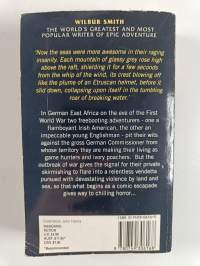 WILBUR SMITH
THE WORLD'S GREATEST AND MOST
POPULAR WRITER OF EPIC ADVENTURE
'Now the seas were more awesome in their raging
insanity. Each mountain of glassy grey rose high
above the left, shielding it for a few seconds
from the whip of the wind, its crest blowing off
like the plume of an Etruscan helmet, before it
slid down, collapsing upon itself in the tumbling
roar of breaking water.'
In German East Africa on the eve of the First
World War two freebooting adventurers - one a
flamboyant Irish American, the other an
impeccable young Englishman - pit their wits
against the gross German Commissioner from
whose territory they are making their living by
game hunters and ivory poachers. But the
outbreak of war gives the signal for their private
skirmishing to flare into a relentless vendetta
pursued with devastating violence by land and
sea, so that what begins as a comic escapade
gives way to chilling horror...
MANDARIN
FICTION